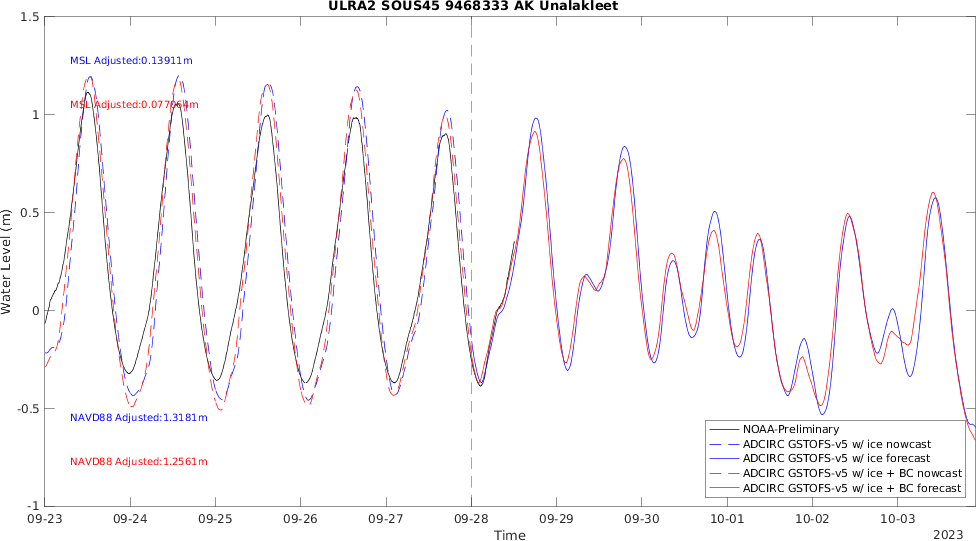 ULRA2 SOUS45 9468333 AK Unalakleet
1.5
1
0.5
0
-0.5
-1
Water Level (m)
MSL Adjusted:0.13911m
MSL
NAVD88 Adjusted:1.3181m
NAVD88 Adjusted:1.2561m
NOAA-Preliminary
ADCIRC GSTOFS-v5 w/ ice nowcast
ADCIRC GSTOFS-v5 w/ ice forecast
ADCIRC GSTOFS-v5 w/ ice + BC nowcast
ADCIRC GSTOFS-v5 w/ ice + BC forecast
09-23 09-24 09-25 09-26 09-27 09-28 09-29 09-30 10-01 10-02 10-03
Time
2023